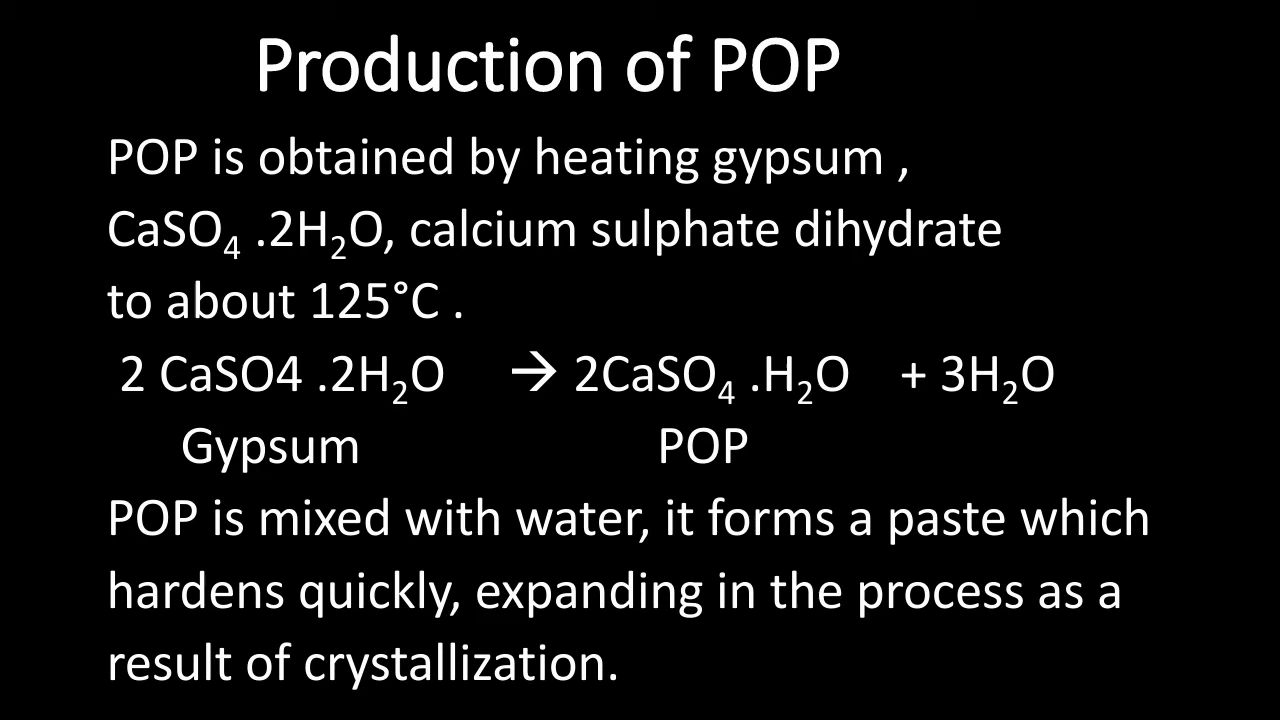 Production of POP
POP is obtained by heating gypsum ,
CaSO₄ .2H₂O, calcium sulphate dihydrate
to about 125°C .
2 CaSO4 .2H₂O → 2CaSO₄ .H₂O + 3H₂O
Gypsum POP
POP is mixed with water, it forms a paste which
hardens quickly, expanding in the process as a
result of crystallization.